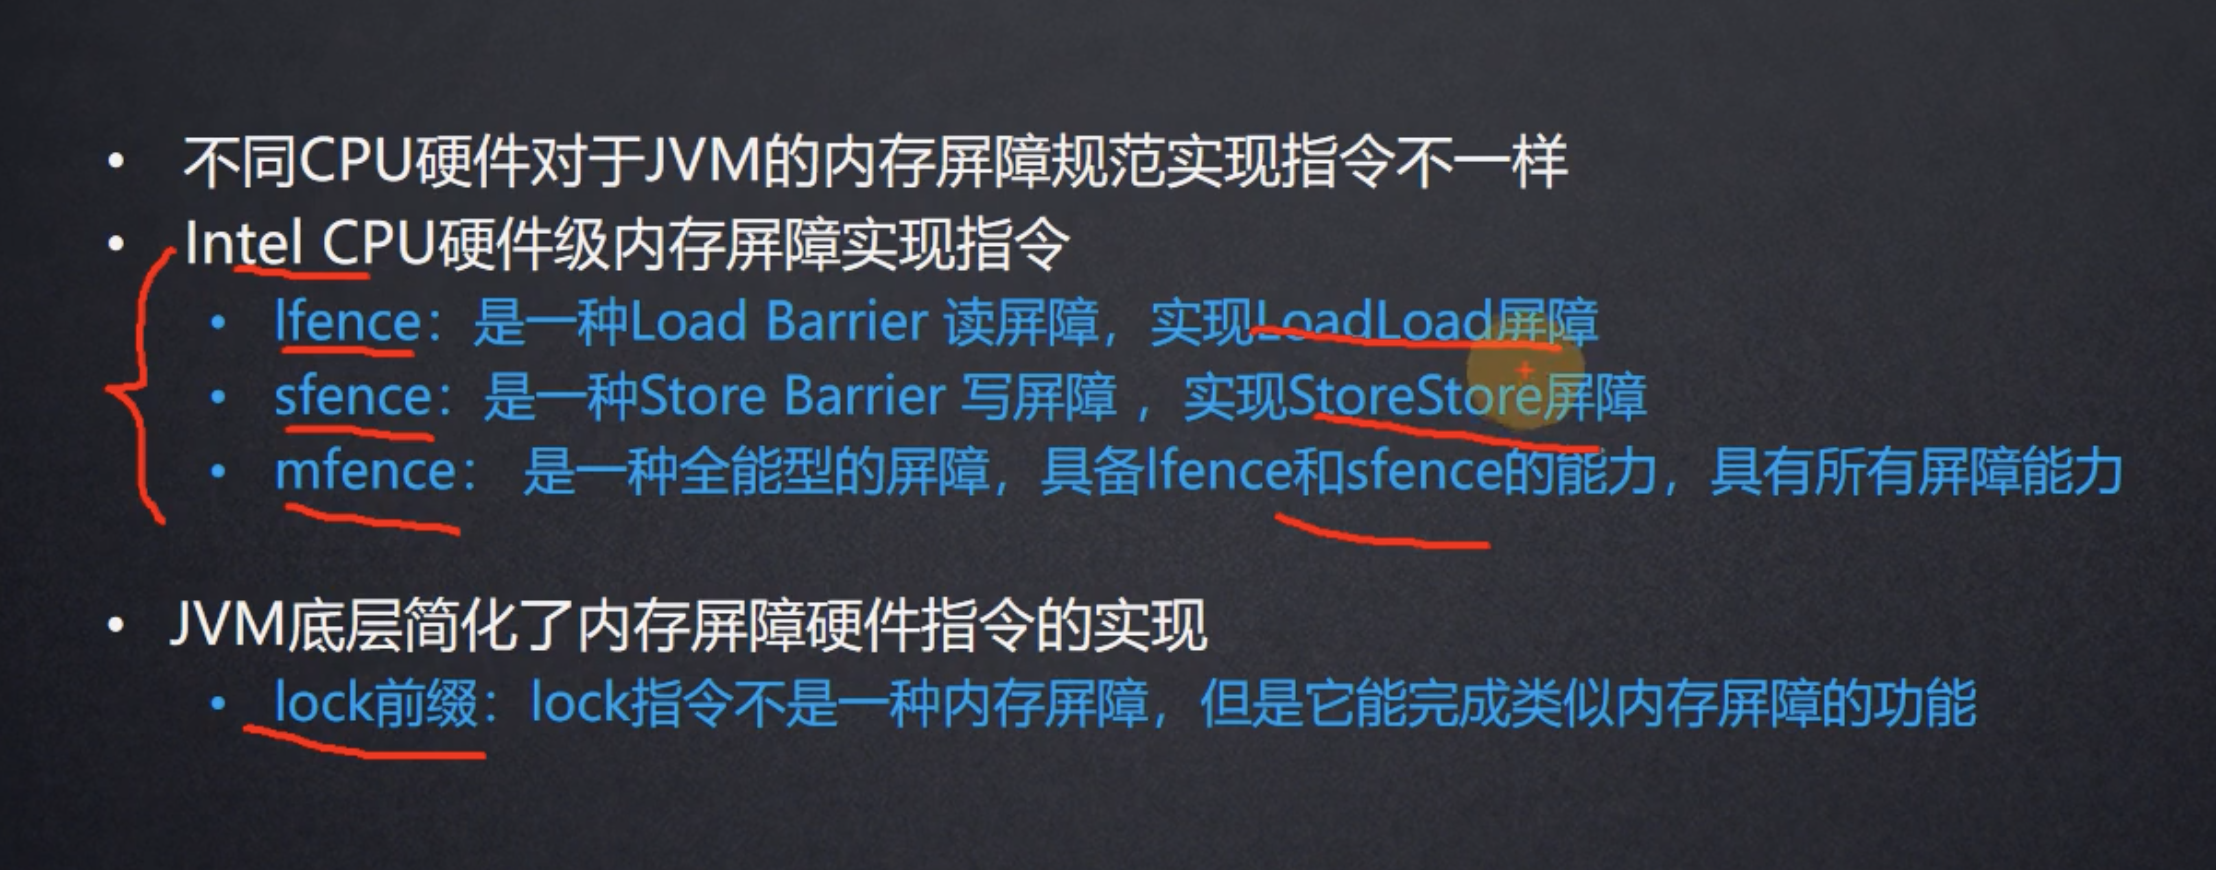 • 不同CPU硬件对于JVM的内存屏障规范实现指令不一样
• Intel CPU硬件级内存屏障实现指令
• lfence：是一种Load Barrier 读屏障，实现LoadLoad屏障
• sfence：是一种Store Barrier 写屏障 ，实现StoreStore屏障
• mfence： 是一种全能型的屏障，具备lfence和sfence的能力，具有所有屏障能力
• JVM底层简化了内存屏障硬件指令的实现
• lock前缀：lock指令不是一种内存屏障，但是它能完成类似内存屏障的功能